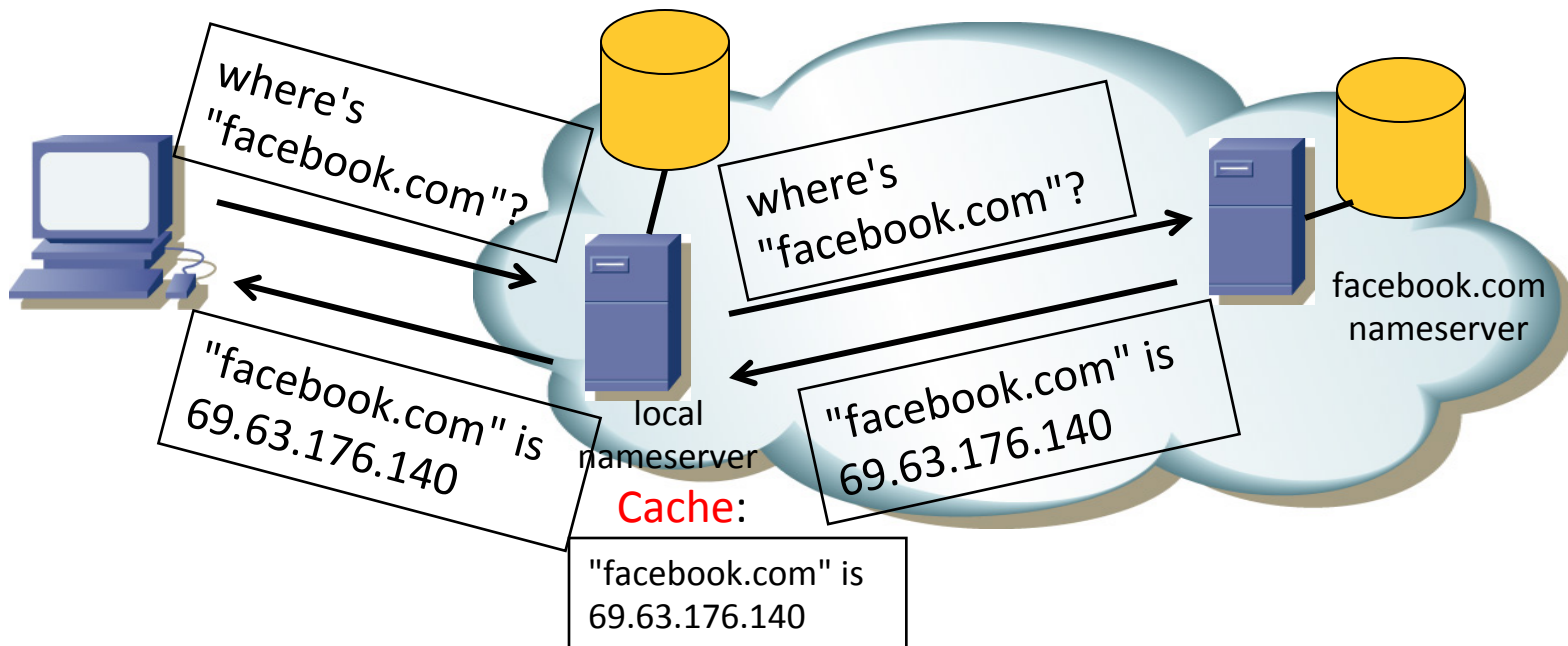 where's
"facebook.com"?
where's
"facebook.com"?
facebook.com
nameserver
"facebook.com" is
69.63.176.140
"facebook.com" is
69.63.176.140
local
nameserver
Cache:
"facebook.com" is
69.63.176.140